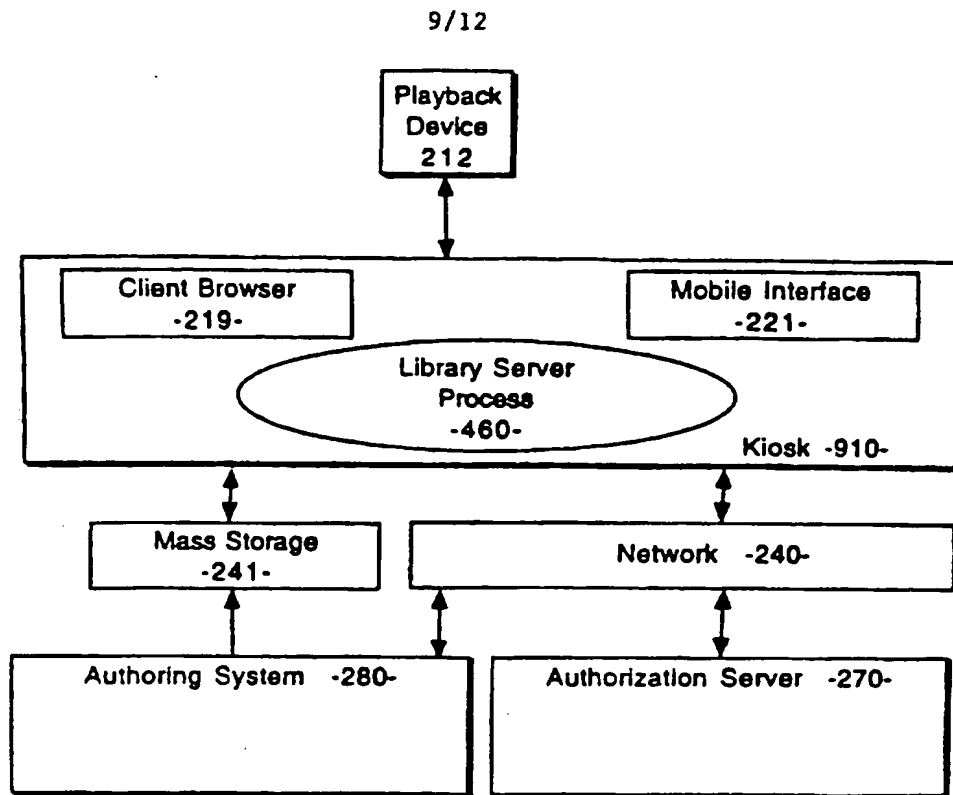 9/12
Playback
Device
212
Client Browser
-219-
Mobile Interface
-221-
Library Server
Process
-460-
Kiosk -910-
Mass Storage
-241-
Network -240-
Authoring System -280-
Authorization Server -270-